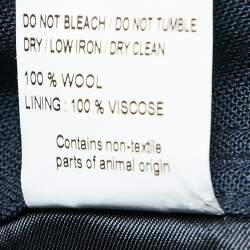 DO NOT BLEACH / DO NOT TUMBLE
DRY / LOW IRON / DRY CLEAN
100 % WOOL
LINING : 100 % VISCOSE
Contains non-textile
parts of animal origin